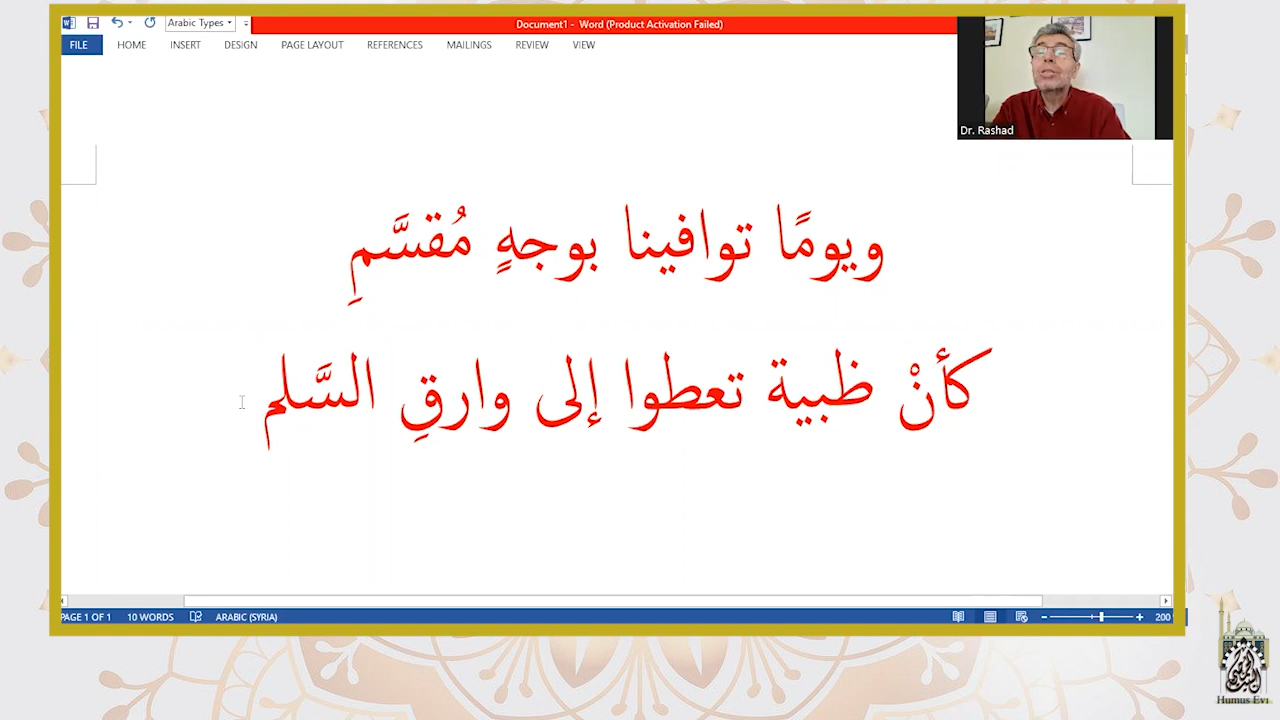 Arabic Types
Document1 - Word (Product Activation Failed)
FILE HOME INSERT DESIGN PAGE LAYOUT REFERENCES MAILINGS REVIEW VIEW
Dr. Rashad
ويومًا توافينا بوجهٍ مُقسَّمِ
كأنْ ظبية تعطوا إلى وارقِ السَّلم
PAGE 1 OF 1 10 WORDS ARABIC (SYRIA) 200
Humus Evi